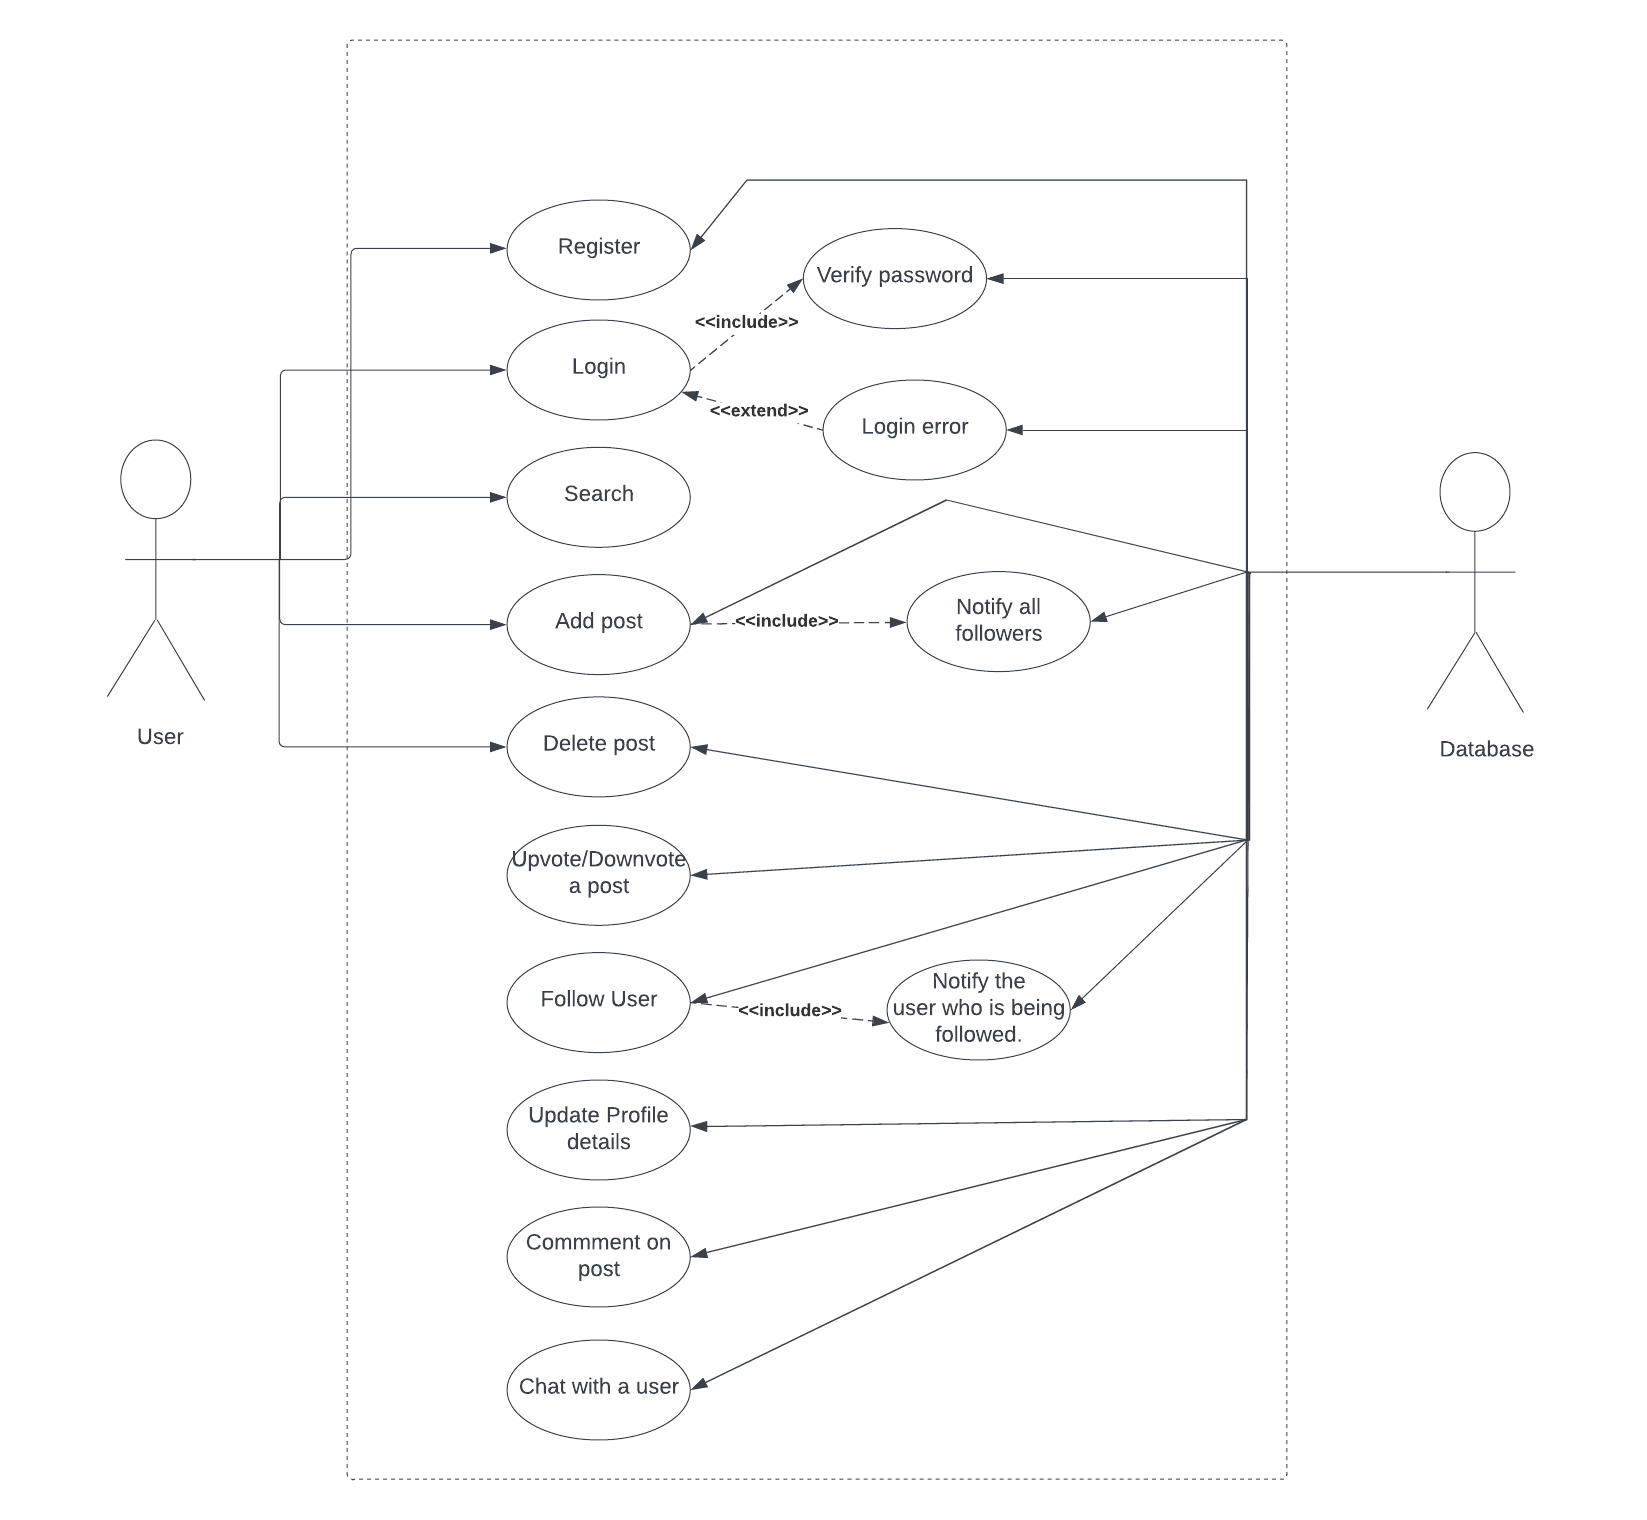 Register
Verify password
<<include>>
Login
<<extend>>
Login error
Search
Add post
<<include>>
Notify all
followers
User
Delete post
Database
Upvote/Downvote
a post
Follow User
<<include>>
Notify the
user who is being
followed.
Update Profile
details
Commment on
post
Chat with a user